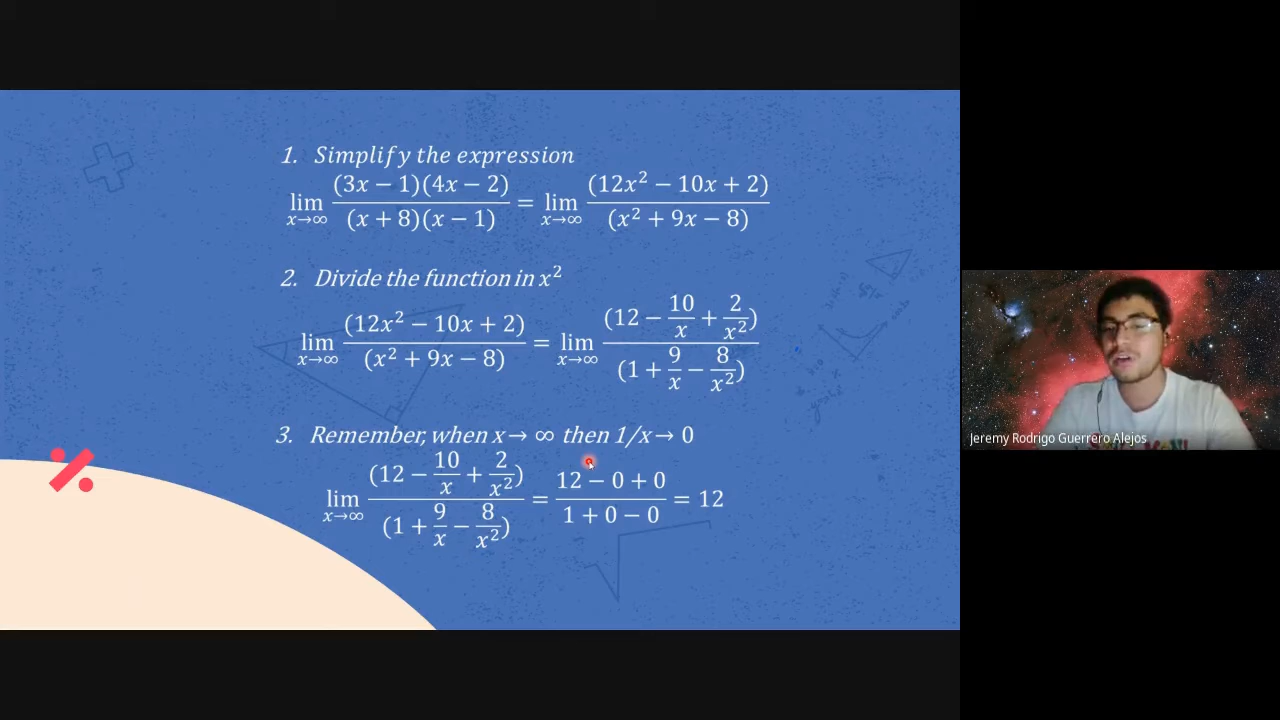 1. Simplify the expression
lim x→∞ (3x − 1)(4x − 2) / (x + 8)(x − 1) = lim x→∞ (12x² − 10x + 2) / (x² + 9x − 8)
2. Divide the function in x²
lim x→∞ (12x² − 10x + 2) / (x² + 9x − 8) = lim x→∞ (12 − 10/x + 2/x²) / (1 + 9/x − 8/x²)
3. Remember, when x → ∞ then 1/x → 0
lim x→∞ (12 − 10/x + 2/x²) / (1 + 9/x − 8/x²) = 12 − 0 + 0 / 1 + 0 − 0 = 12
Jeremy Rodrigo Guerrero Alejos